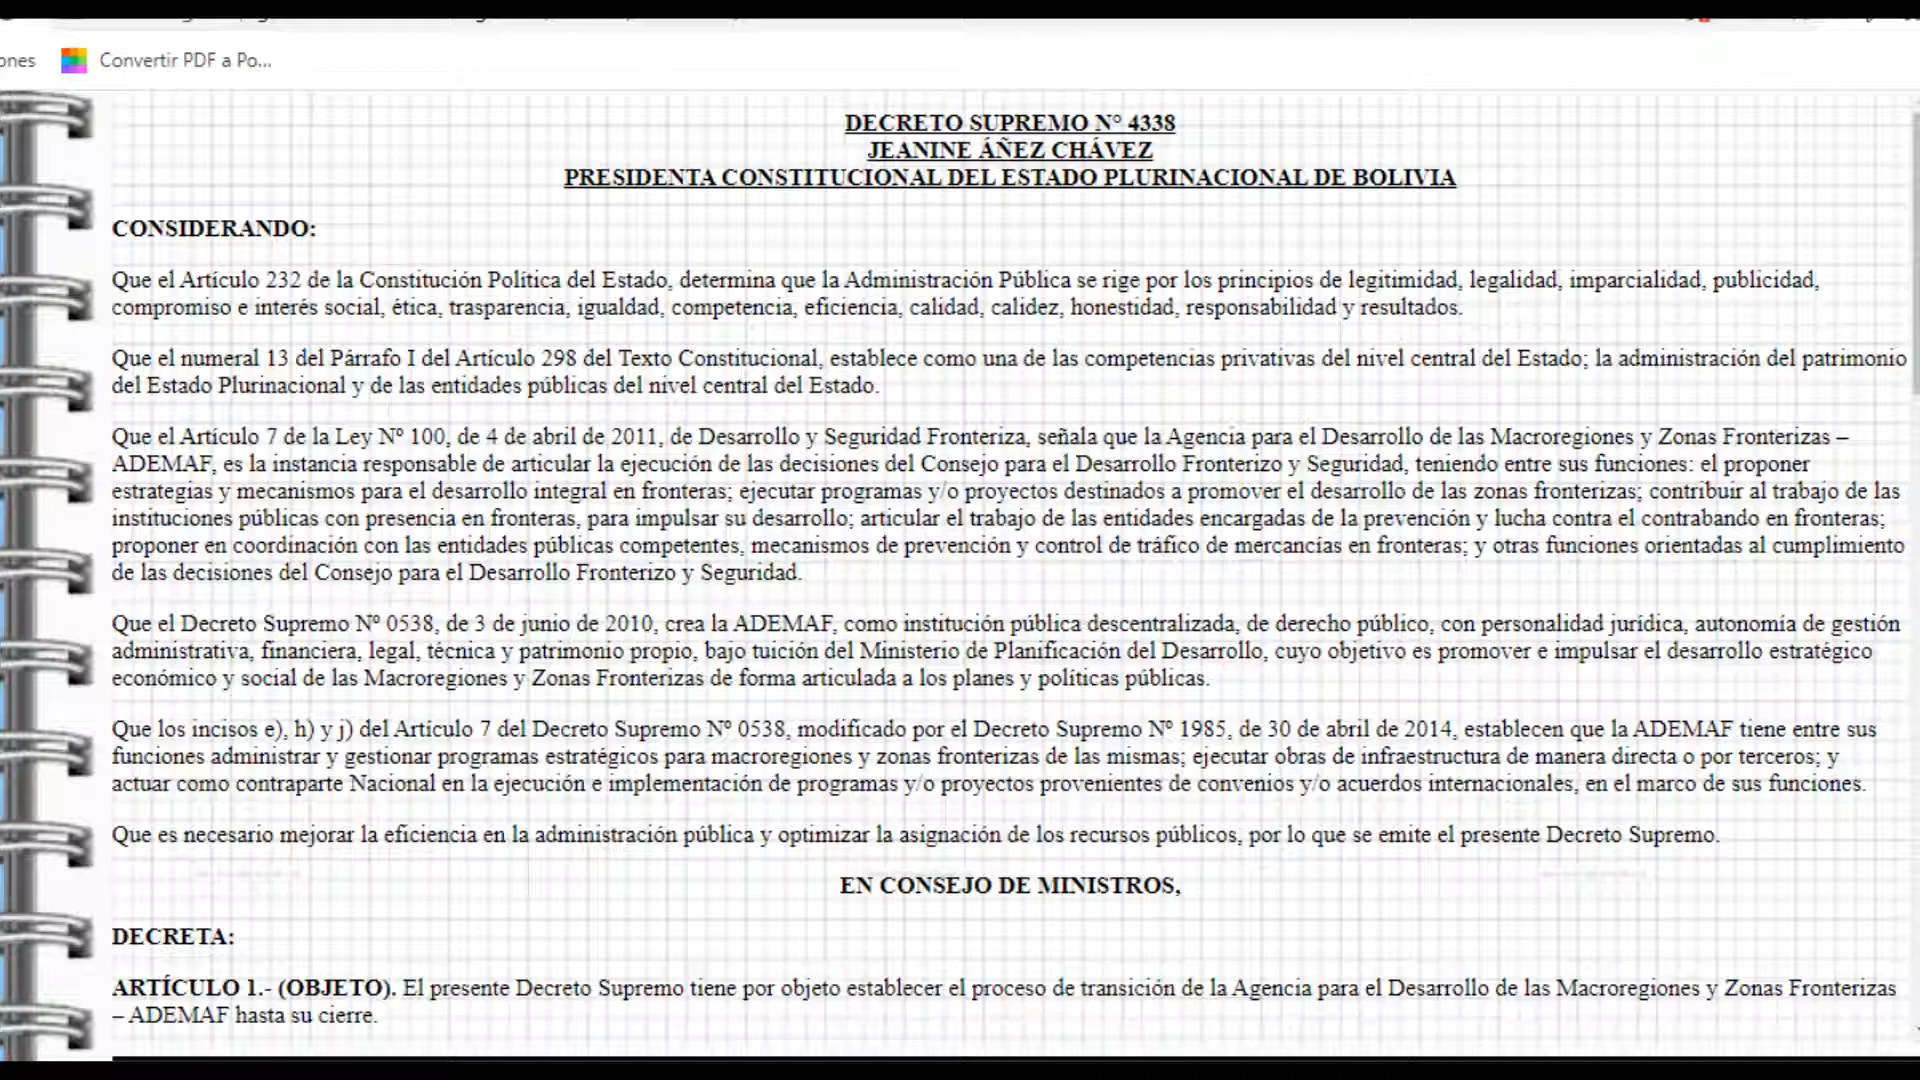 ones Convertir PDF a Po...
DECRETO SUPREMO N° 4338
JEANINE ÁÑEZ CHÁVEZ
PRESIDENTA CONSTITUCIONAL DEL ESTADO PLURINACIONAL DE BOLIVIA
CONSIDERANDO:
Que el Artículo 232 de la Constitución Política del Estado, determina que la Administración Pública se rige por los principios de legitimidad, legalidad, imparcialidad, publicidad,
compromiso e interés social, ética, trasparencia, igualdad, competencia, eficiencia, calidad, calidez, honestidad, responsabilidad y resultados.
Que el numeral 13 del Párrafo I del Artículo 298 del Texto Constitucional, establece como una de las competencias privativas del nivel central del Estado; la administración del patrimonio
del Estado Plurinacional y de las entidades públicas del nivel central del Estado.
Que el Artículo 7 de la Ley Nº 100, de 4 de abril de 2011, de Desarrollo y Seguridad Fronteriza, señala que la Agencia para el Desarrollo de las Macroregiones y Zonas Fronterizas –
ADEMAF, es la instancia responsable de articular la ejecución de las decisiones del Consejo para el Desarrollo Fronterizo y Seguridad, teniendo entre sus funciones: el proponer
estrategias y mecanismos para el desarrollo integral en fronteras; ejecutar programas y/o proyectos destinados a promover el desarrollo de las zonas fronterizas; contribuir al trabajo de las
instituciones públicas con presencia en fronteras, para impulsar su desarrollo; articular el trabajo de las entidades encargadas de la prevención y lucha contra el contrabando en fronteras;
proponer en coordinación con las entidades públicas competentes, mecanismos de prevención y control de tráfico de mercancías en fronteras; y otras funciones orientadas al cumplimiento
de las decisiones del Consejo para el Desarrollo Fronterizo y Seguridad.
Que el Decreto Supremo Nº 0538, de 3 de junio de 2010, crea la ADEMAF, como institución pública descentralizada, de derecho público, con personalidad jurídica, autonomía de gestión
administrativa, financiera, legal, técnica y patrimonio propio, bajo tuición del Ministerio de Planificación del Desarrollo, cuyo objetivo es promover e impulsar el desarrollo estratégico
económico y social de las Macroregiones y Zonas Fronterizas de forma articulada a los planes y políticas públicas.
Que los incisos e), h) y j) del Artículo 7 del Decreto Supremo Nº 0538, modificado por el Decreto Supremo Nº 1985, de 30 de abril de 2014, establecen que la ADEMAF tiene entre sus
funciones administrar y gestionar programas estratégicos para macroregiones y zonas fronterizas de las mismas; ejecutar obras de infraestructura de manera directa o por terceros; y
actuar como contraparte Nacional en la ejecución e implementación de programas y/o proyectos provenientes de convenios y/o acuerdos internacionales, en el marco de sus funciones.
Que es necesario mejorar la eficiencia en la administración pública y optimizar la asignación de los recursos públicos, por lo que se emite el presente Decreto Supremo.
EN CONSEJO DE MINISTROS,
DECRETA:
ARTÍCULO 1.- (OBJETO). El presente Decreto Supremo tiene por objeto establecer el proceso de transición de la Agencia para el Desarrollo de las Macroregiones y Zonas Fronterizas
– ADEMAF hasta su cierre.